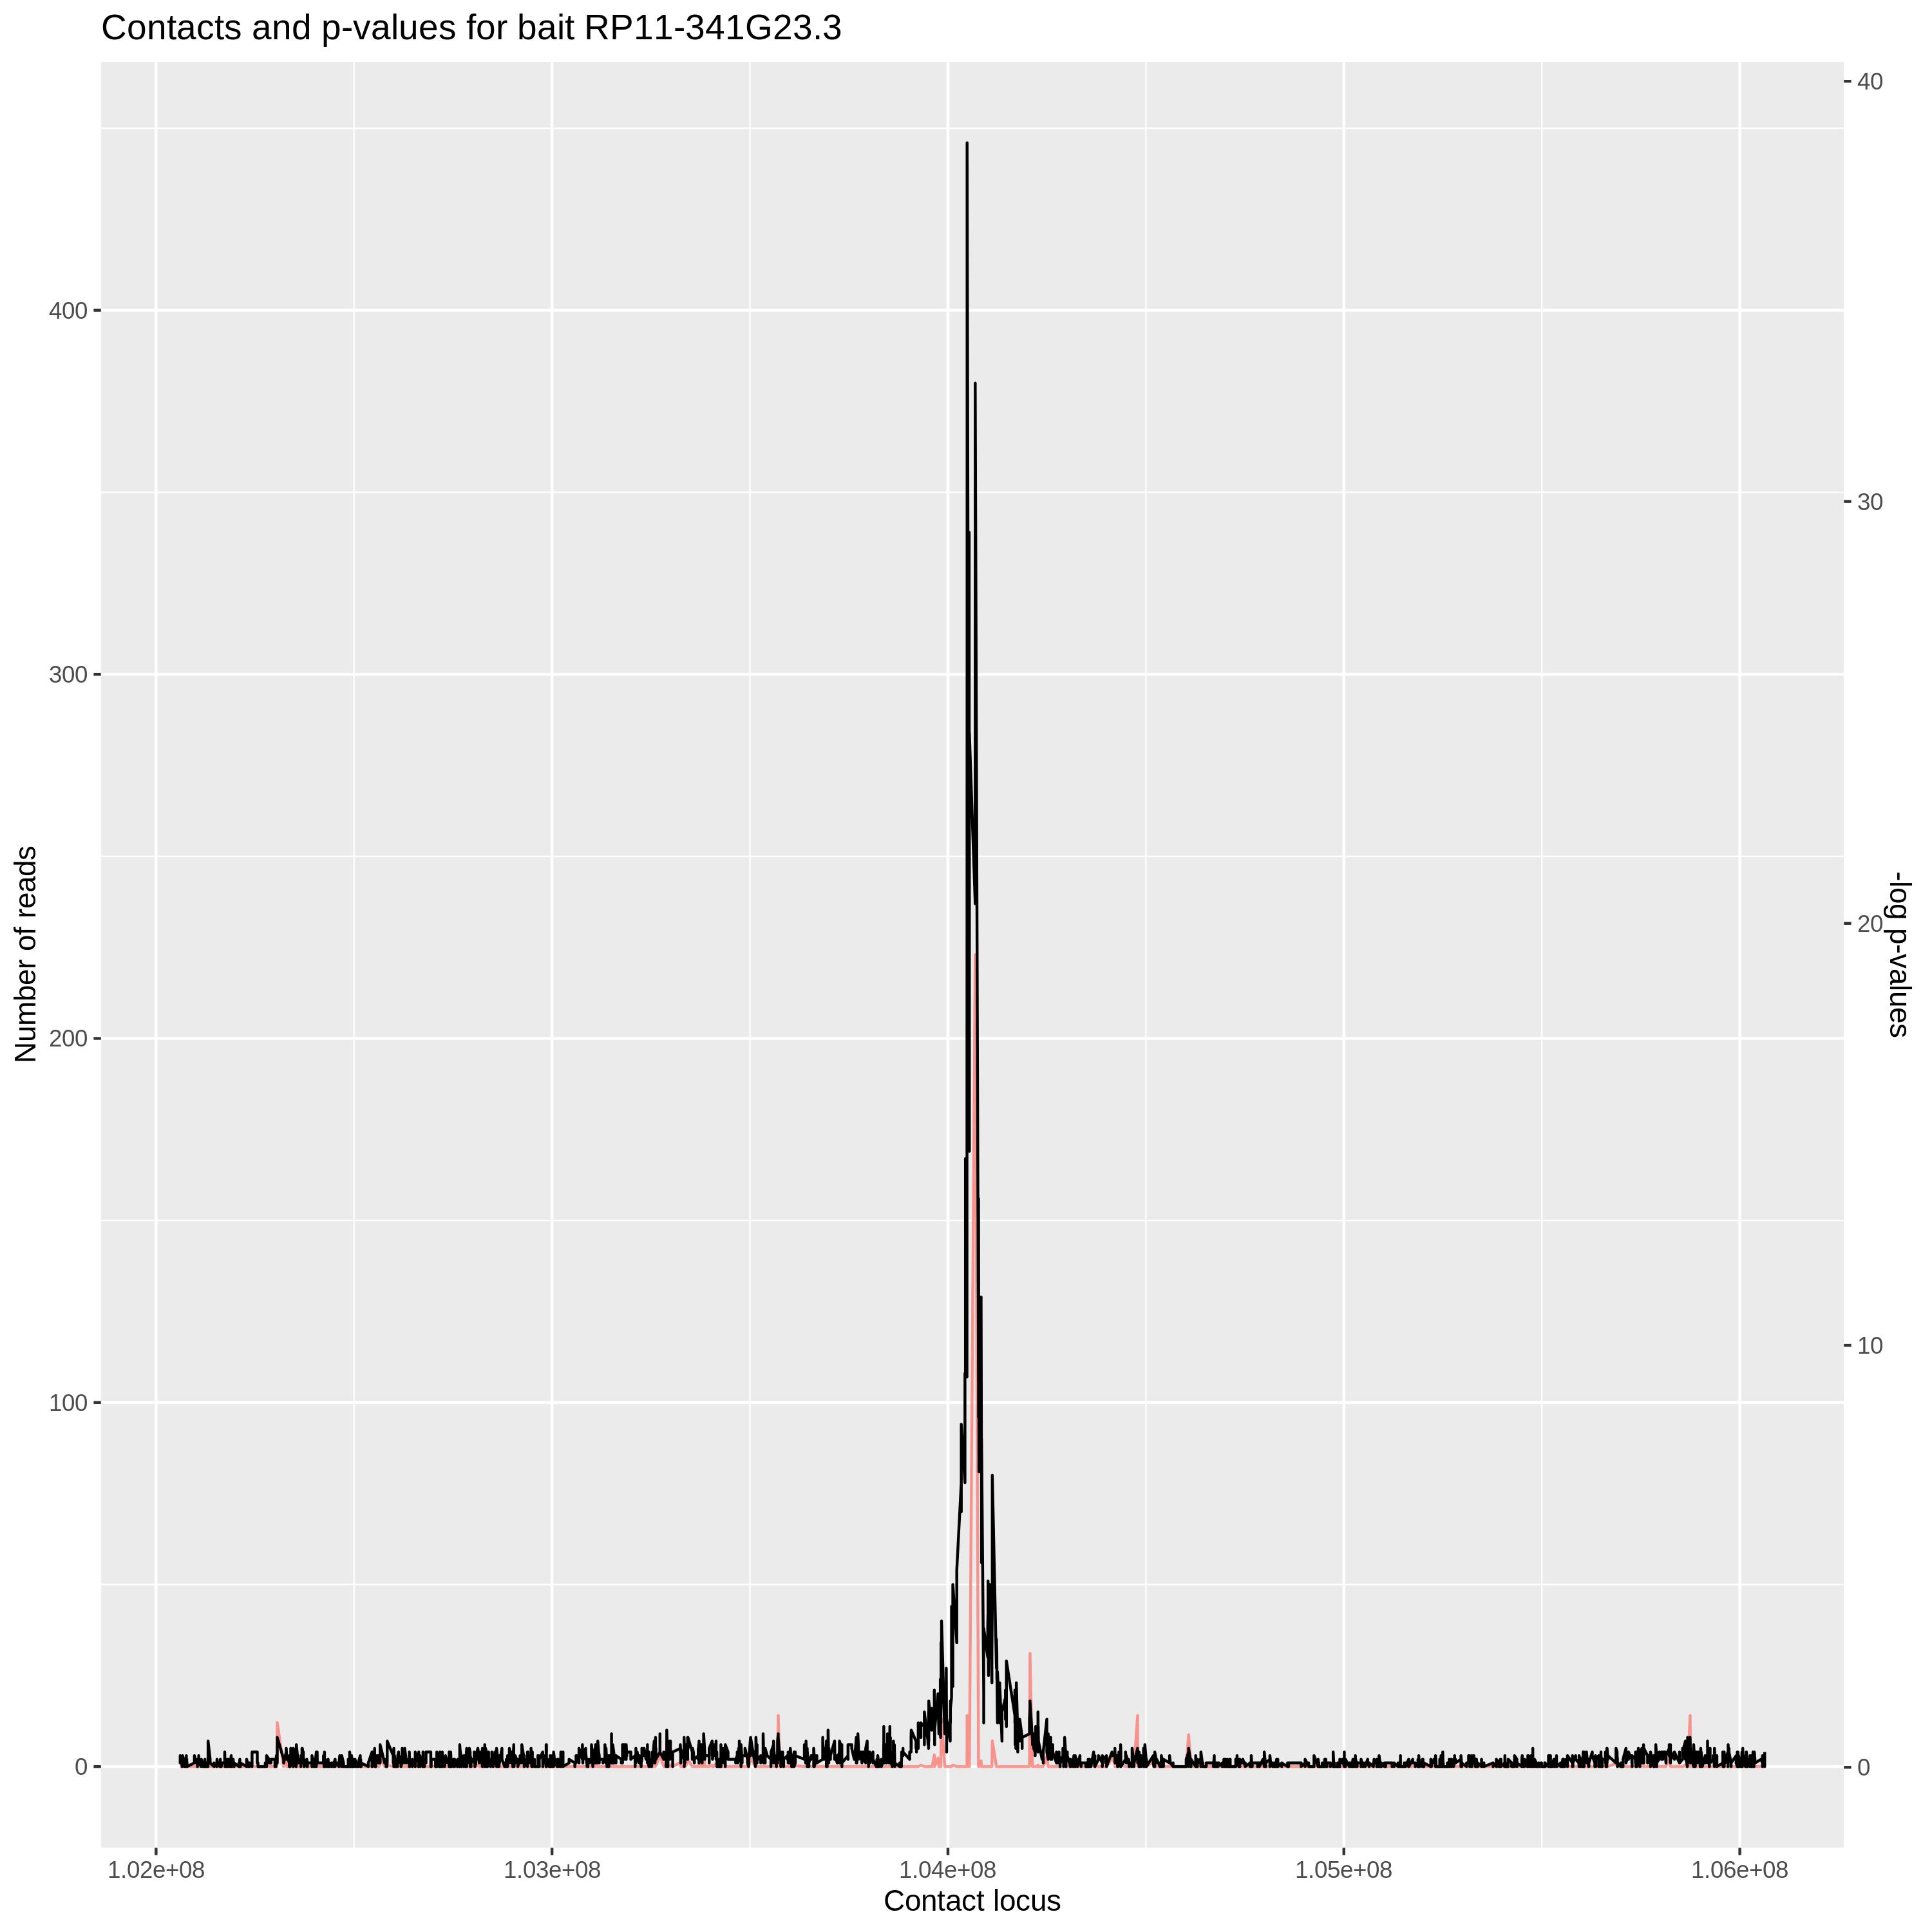 Contacts and p-values for bait RP11-341G23.3
Number of reads
400
300
200
100
0
40
30
20
10
0
-log p-values
1.02e+08
1.03e+08
1.04e+08
1.05e+08
1.06e+08
Contact locus